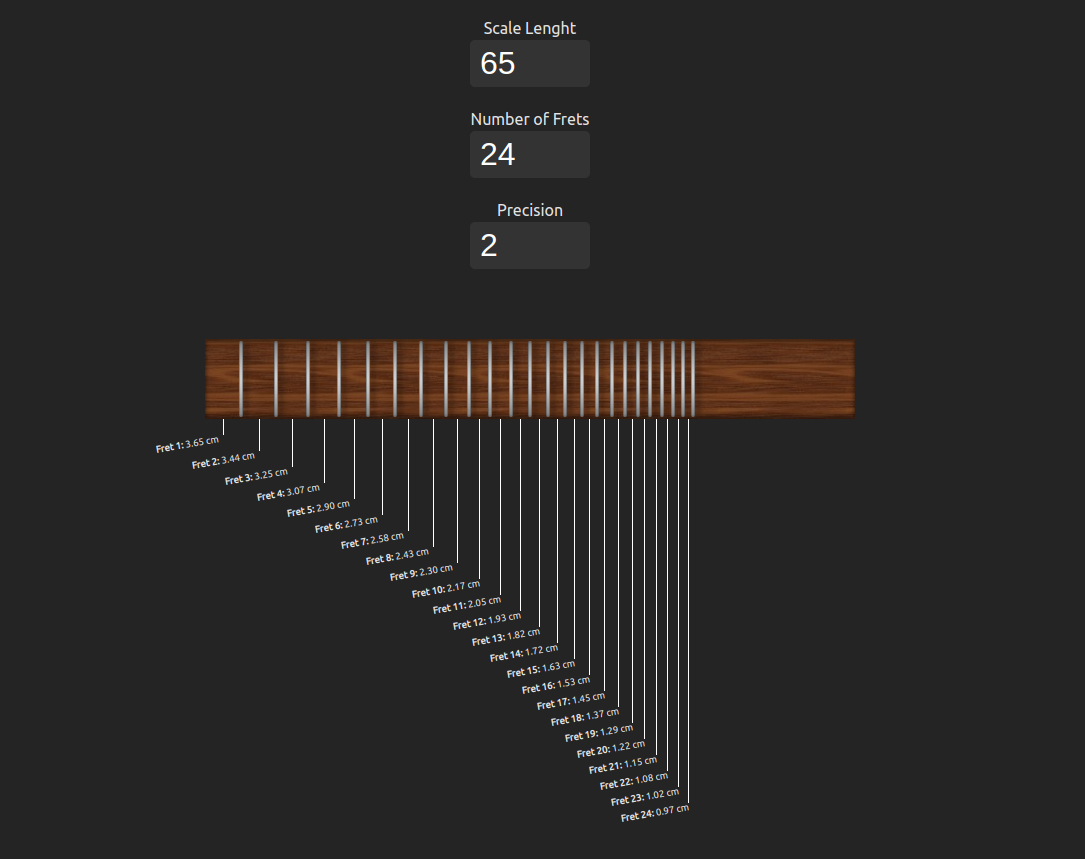 Scale Lenght
65
Number of Frets
24
Precision
2
Fret 1: 3.65 cm
Fret 2: 3.44 cm
Fret 3: 3.25 cm
Fret 4: 3.07 cm
Fret 5: 2.90 cm
Fret 6: 2.73 cm
Fret 7: 2.58 cm
Fret 8: 2.43 cm
Fret 9: 2.30 cm
Fret 10: 2.17 cm
Fret 11: 2.05 cm
Fret 12: 1.93 cm
Fret 13: 1.82 cm
Fret 14: 1.72 cm
Fret 15: 1.63 cm
Fret 16: 1.53 cm
Fret 17: 1.45 cm
Fret 18: 1.37 cm
Fret 19: 1.29 cm
Fret 20: 1.22 cm
Fret 21: 1.15 cm
Fret 22: 1.08 cm
Fret 23: 1.02 cm
Fret 24: 0.97 cm